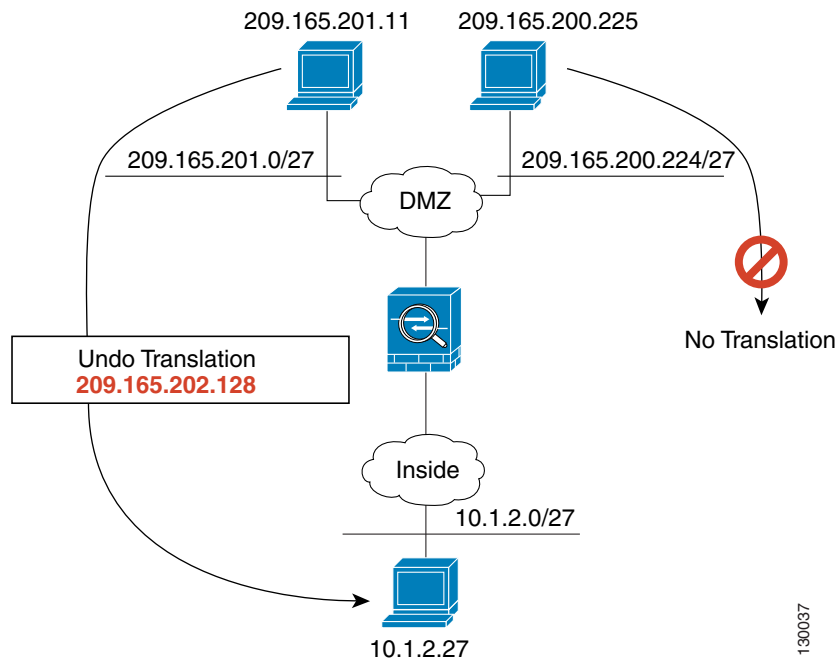 209.165.201.11
209.165.200.225
209.165.201.0/27
209.165.200.224/27
DMZ
No Translation
Undo Translation
209.165.202.128
Inside
10.1.2.0/27
10.1.2.27
130037